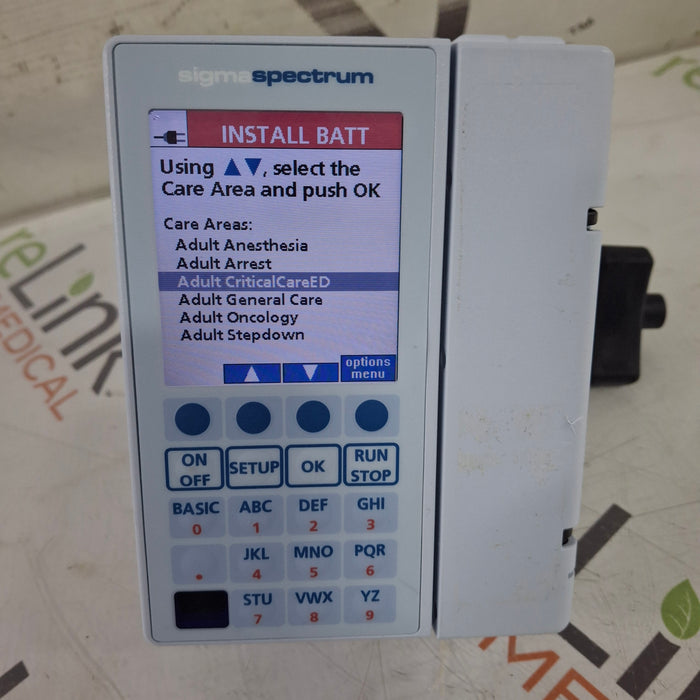 sigmaspectrum
INSTALL BATT
Using ▲▼, select the
Care Area and push OK
Care Areas:
Adult Anesthesia
Adult Arrest
Adult CriticalCareED
Adult General Care
Adult Oncology
Adult Stepdown
options
menu
ON
OFF
SETUP
OK
RUN
STOP
BASIC ABC DEF GHI
0 1 2 3
JKL MNO PQR
. 4 5 6
STU VWX YZ
7 8 9
reLink
MEDICAL